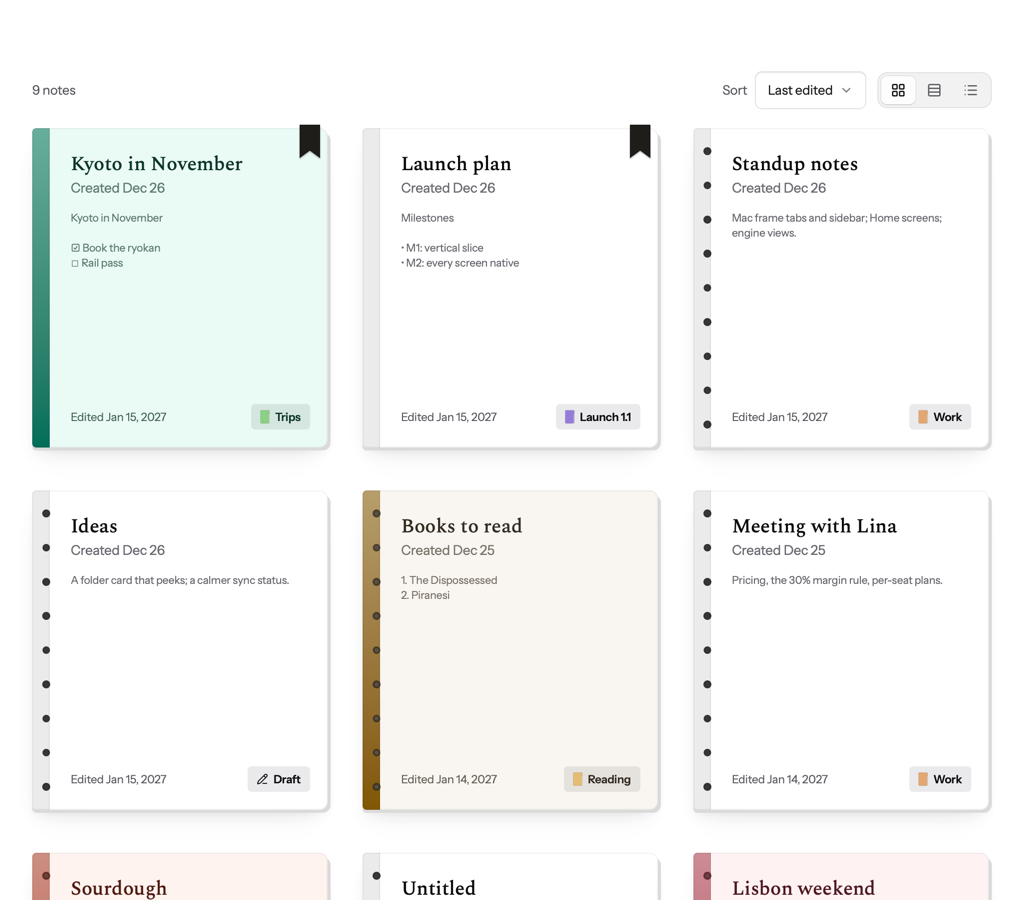 9 notes
Sort
Last edited
Kyoto in November
Created Dec 26
Kyoto in November
☑ Book the ryokan
☐ Rail pass
Edited Jan 15, 2027
Trips
Launch plan
Created Dec 26
Milestones
• M1: vertical slice
• M2: every screen native
Edited Jan 15, 2027
Launch 1.1
Standup notes
Created Dec 26
Mac frame tabs and sidebar; Home screens;
engine views.
Edited Jan 15, 2027
Work
Ideas
Created Dec 26
A folder card that peeks; a calmer sync status.
Edited Jan 15, 2027
Draft
Books to read
Created Dec 25
1. The Dispossessed
2. Piranesi
Edited Jan 14, 2027
Reading
Meeting with Lina
Created Dec 25
Pricing, the 30% margin rule, per-seat plans.
Edited Jan 14, 2027
Work
Sourdough
Untitled
Lisbon weekend